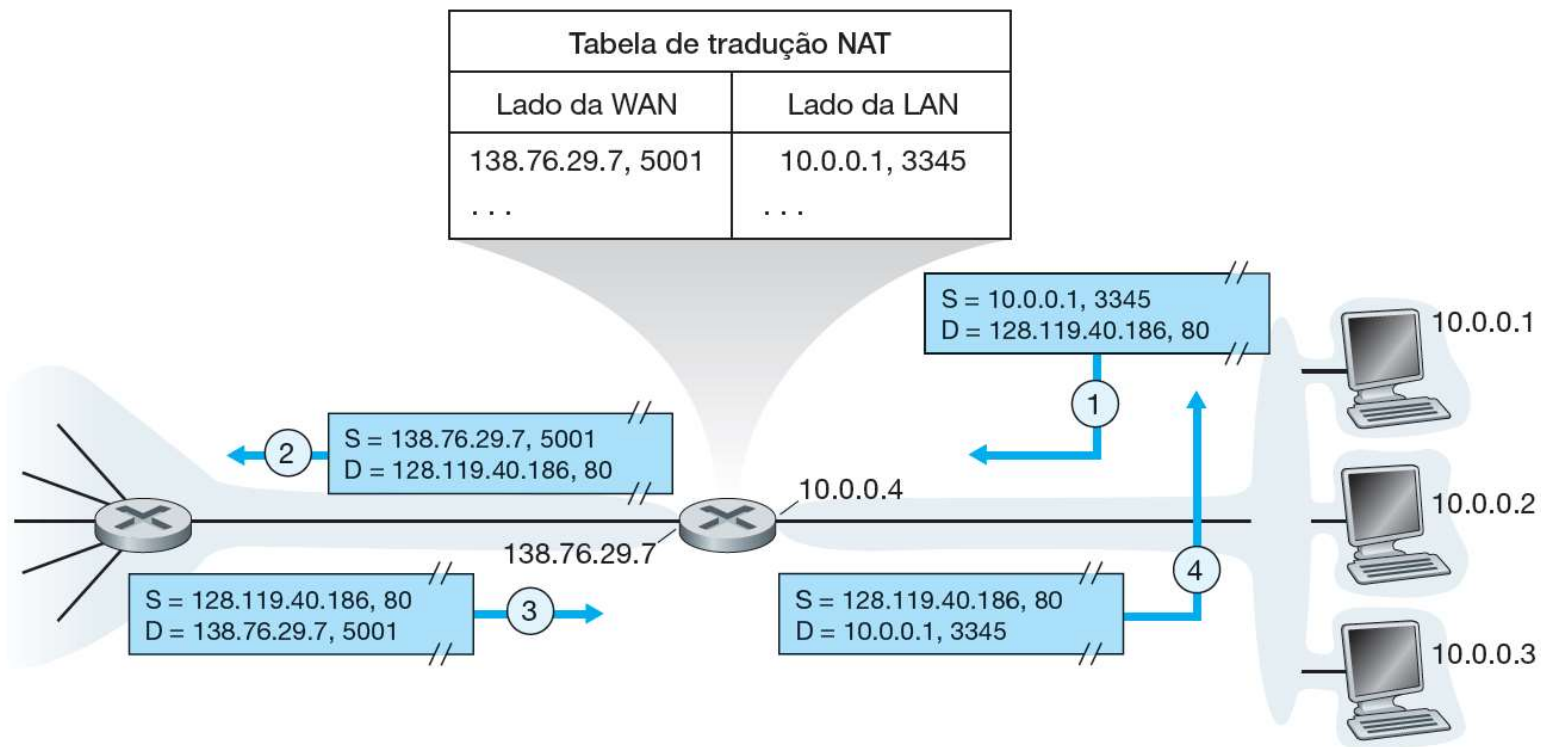 Tabela de tradução NAT
Lado da WAN
Lado da LAN
138.76.29.7, 5001
10.0.0.1, 3345
. . .
. . .
S = 10.0.0.1, 3345
D = 128.119.40.186, 80
10.0.0.1
1
S = 138.76.29.7, 5001
D = 128.119.40.186, 80
2
10.0.0.4
10.0.0.2
138.76.29.7
S = 128.119.40.186, 80
D = 138.76.29.7, 5001
3
S = 128.119.40.186, 80
D = 10.0.0.1, 3345
4
10.0.0.3